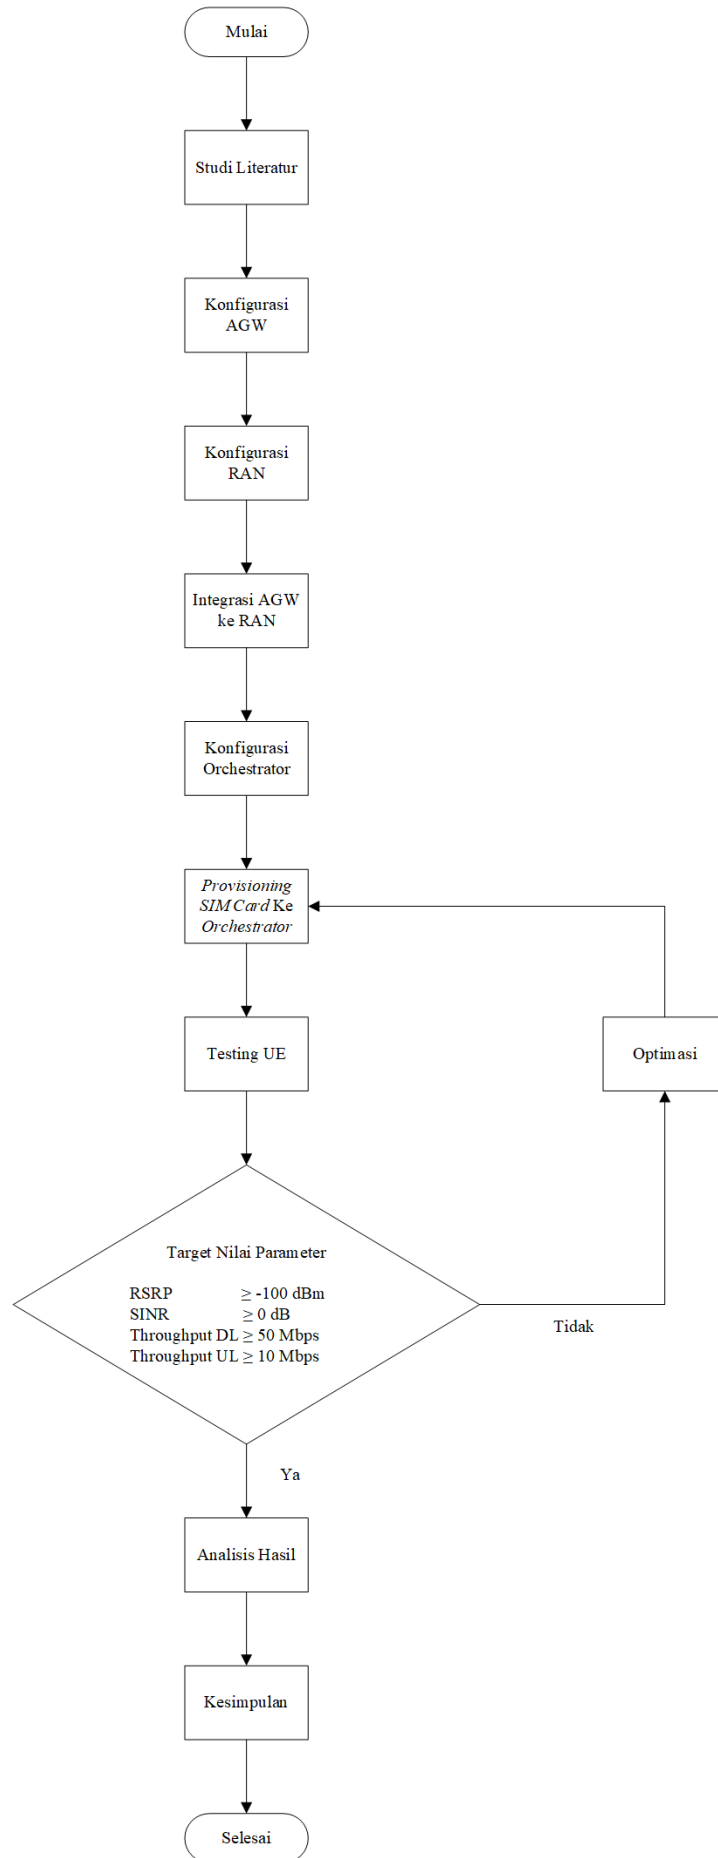 Mulai
Studi Literatur
Konfigurasi
AGW
Konfigurasi
RAN
Integrasi AGW
ke RAN
Konfigurasi
Orchestrator
Provisioning
SIM Card Ke
Orchestrator
Testing UE
Optimasi
Target Nilai Parameter
RSRP ≥ -100 dBm
SINR ≥ 0 dB
Throughput DL ≥ 50 Mbps
Throughput UL ≥ 10 Mbps
Tidak
Ya
Analisis Hasil
Kesimpulan
Selesai